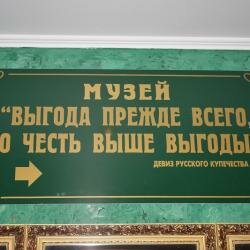 МУЗЕЙ
“ВЫГОДА ПРЕЖДЕ ВСЕГО,
О ЧЕСТЬ ВЫШЕ ВЫГОДЫ
ДЕВИЗ РУССКОГО КУПЕЧЕСТВА